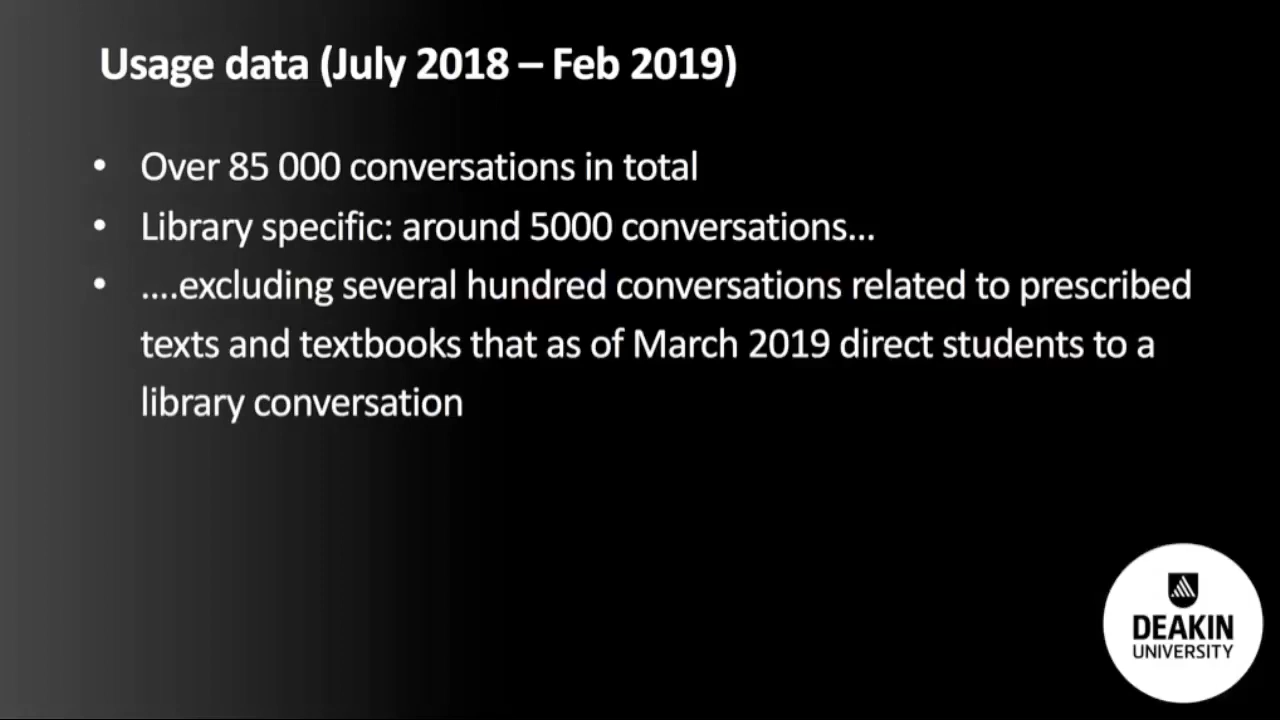 Usage data (July 2018 – Feb 2019)
• Over 85 000 conversations in total
• Library specific: around 5000 conversations...
• ....excluding several hundred conversations related to prescribed
texts and textbooks that as of March 2019 direct students to a
library conversation
DEAKIN
UNIVERSITY